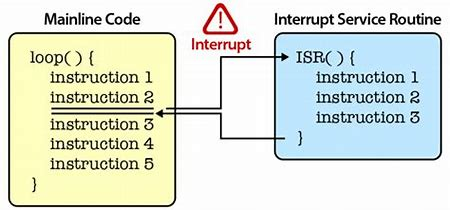 Mainline Code
loop( ) {
instruction 1
instruction 2
instruction 3
instruction 4
instruction 5
}
!
Interrupt
Interrupt Service Routine
ISR( ) {
instruction 1
instruction 2
instruction 3
}